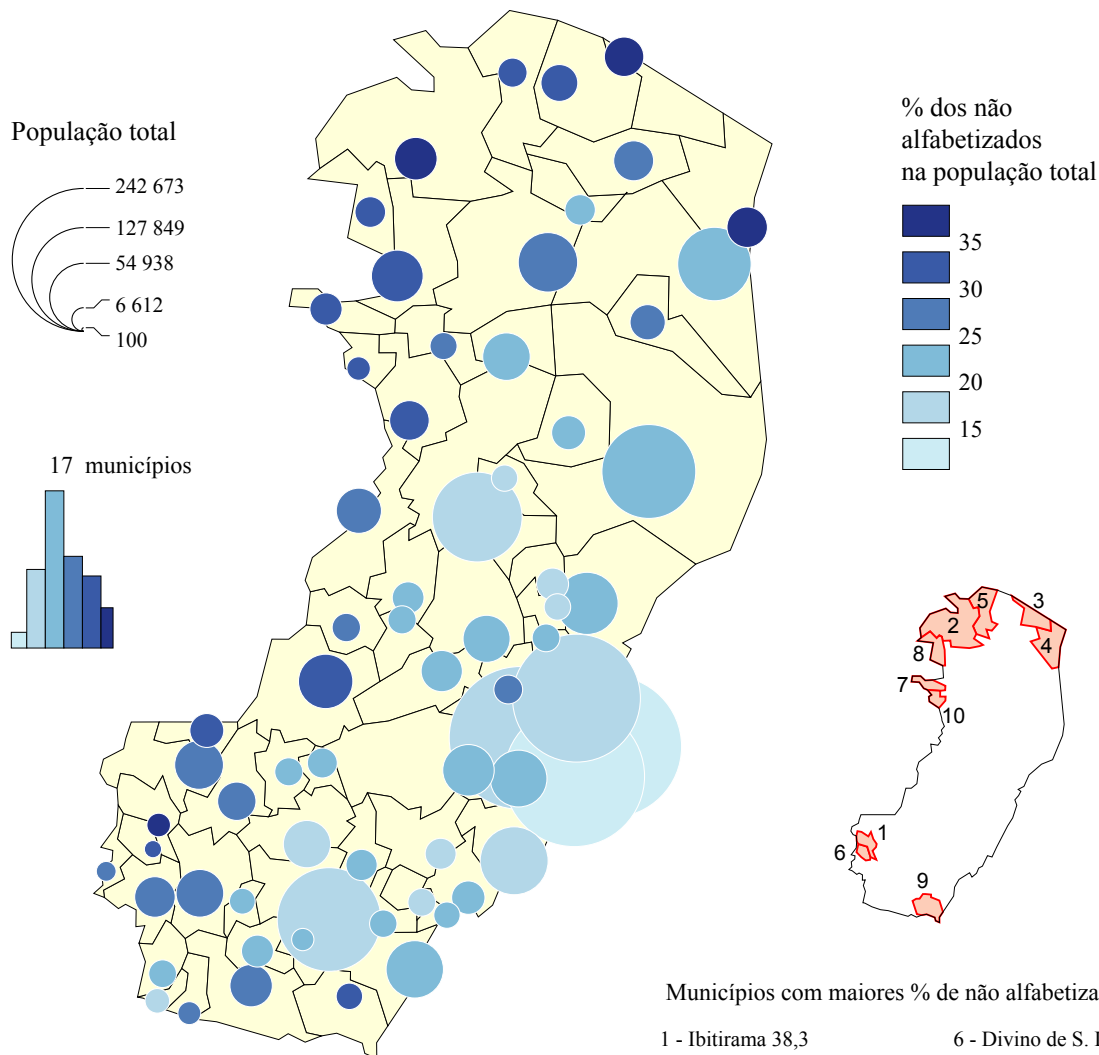 População total
242 673
127 849
54 938
6 612
100
17 municípios
% dos não
alfabetizados
na população total
35
30
25
20
15
5
3
2
4
8
7
10
1
6
9
Municípios com maiores % de não alfabetiza
1 - Ibitirama 38,3
6 - Divino de S.